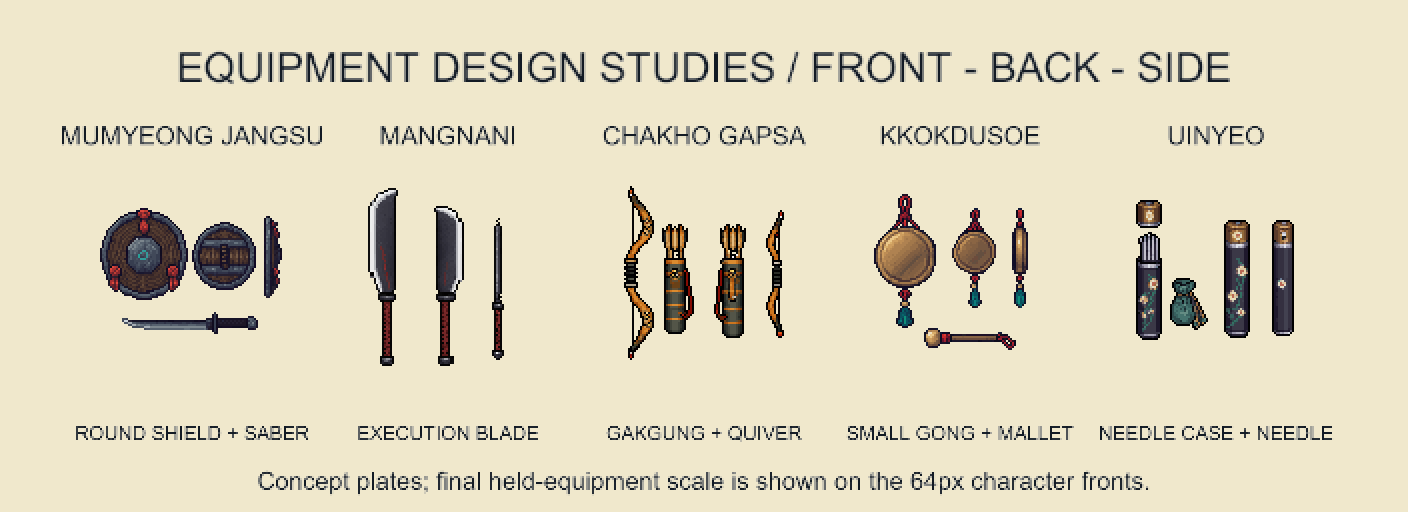 EQUIPMENT DESIGN STUDIES / FRONT - BACK - SIDE
MUMYEONG JANGSU MANGNANI CHAKHO GAPSA KKOKDUSOE UINYEO
ROUND SHIELD + SABER EXECUTION BLADE GAKGUNG + QUIVER SMALL GONG + MALLET NEEDLE CASE + NEEDLE
Concept plates; final held-equipment scale is shown on the 64px character fronts.